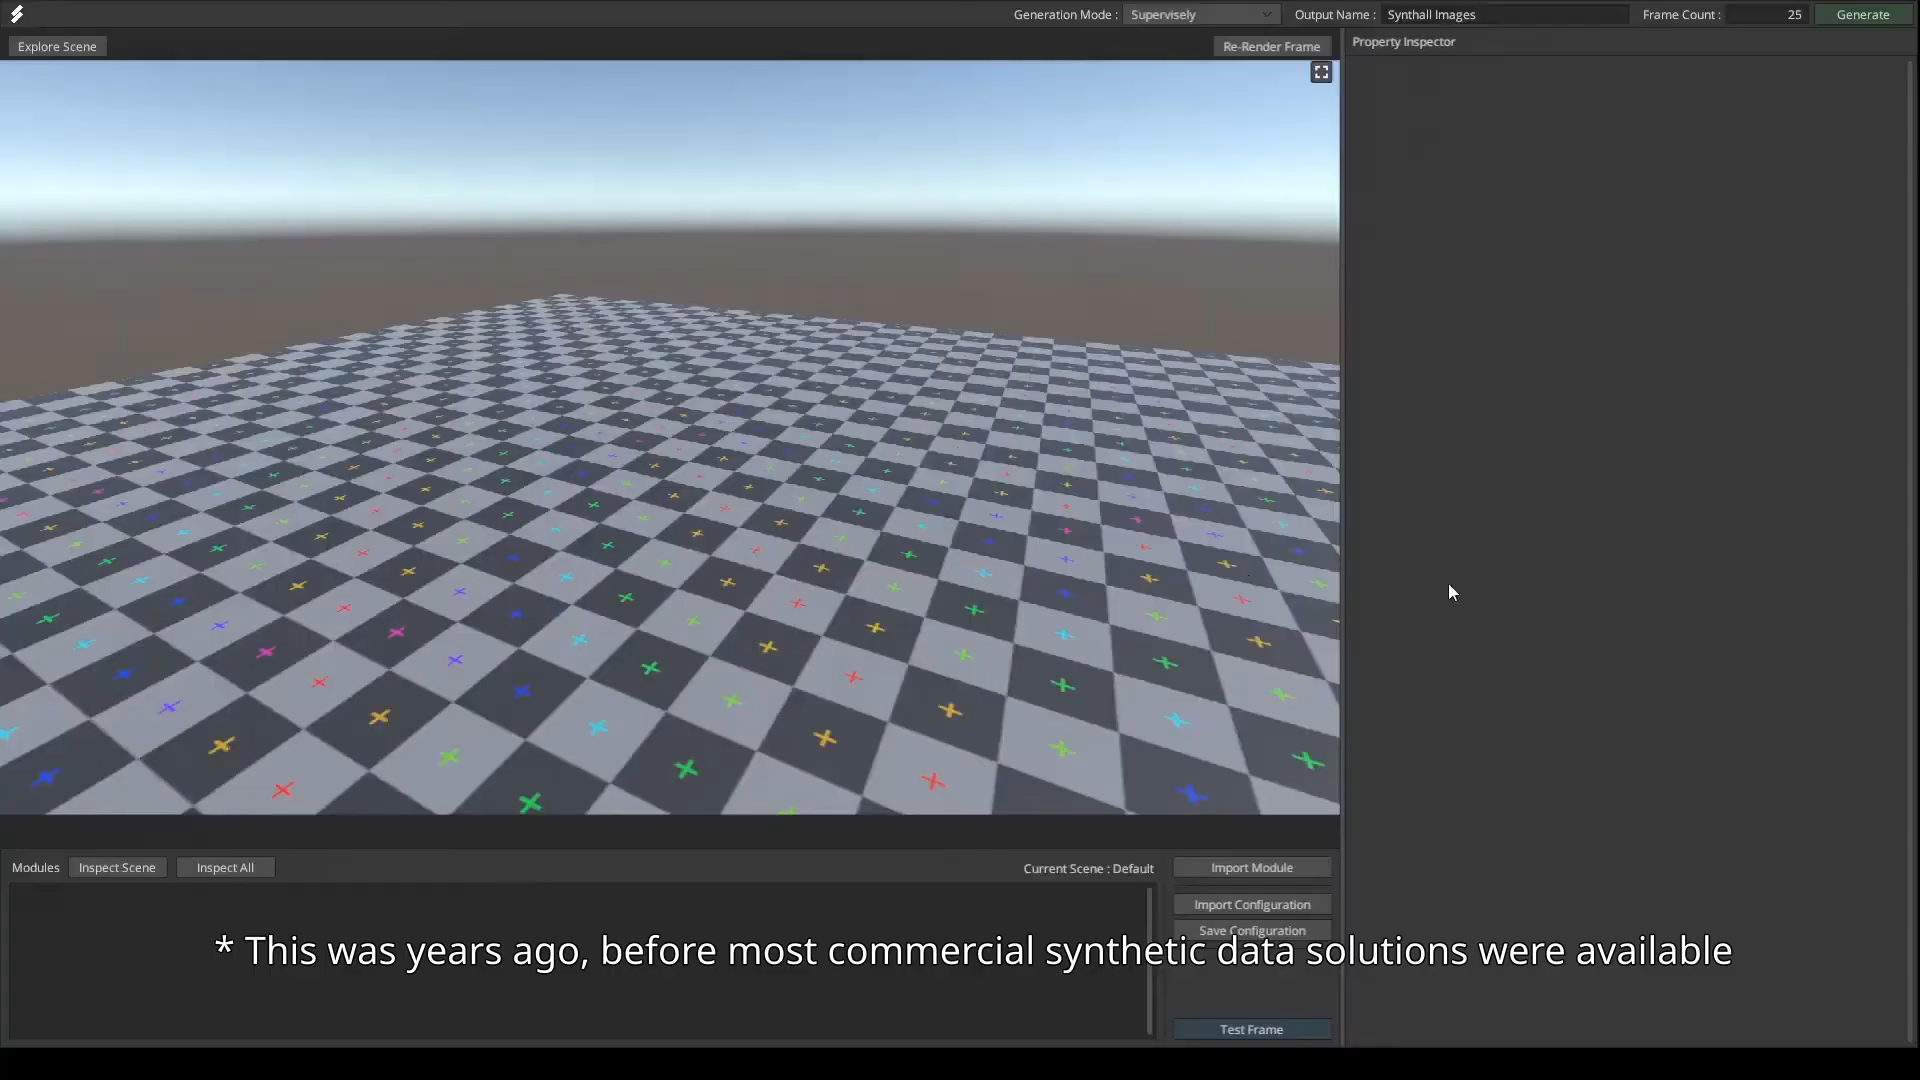 Generation Mode : Supervisely Output Name : Synthall Images Frame Count : 25 Generate
Explore Scene Re-Render Frame Property Inspector
Modules Inspect Scene Inspect All Current Scene : Default Import Module
Import Configuration
Save Configuration
* This was years ago, before most commercial synthetic data solutions were available
Test Frame